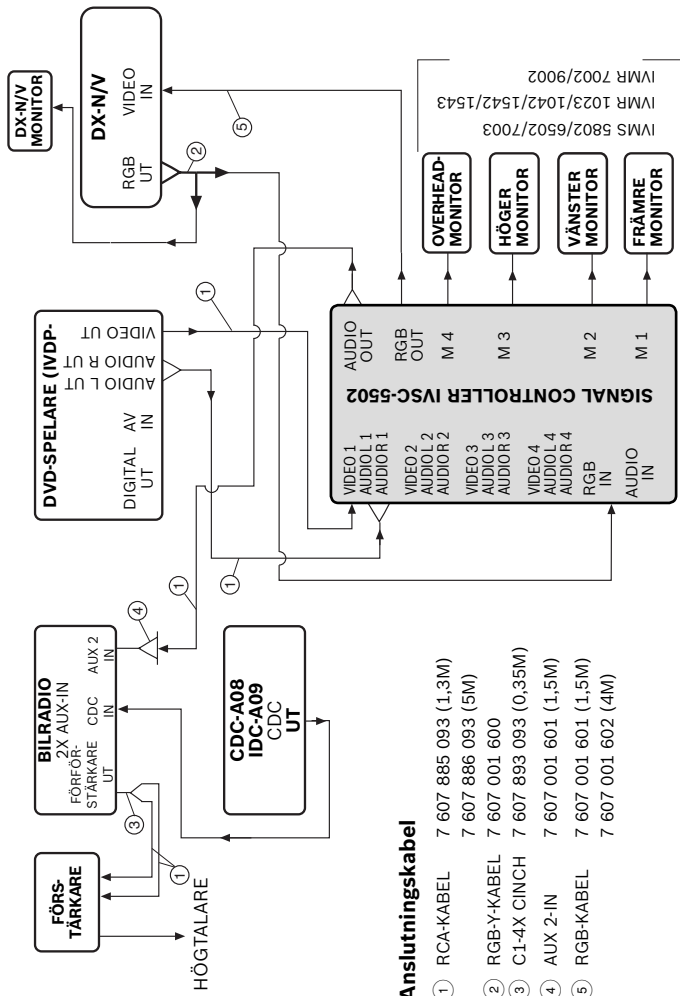 FÖRS-
TÄRKARE
HÖGTALARE
BILRADIO
2X AUX-IN
FÖRFÖR-
STÄRKARE
UT
CDC
IN
AUX 2
IN
3
1
4
1
CDC-A08
IDC-A09
CDC
UT
DVD-SPELARE (IVDP-
DIGITAL
UT
AV
IN
AUDIO L UT
AUDIO R UT
VIDEO UT
1
1
DX-N/V
MONITOR
DX-N/V
RGB
UT
VIDEO
IN
2
5
SIGNAL CONTROLLER IVSC-5502
VIDEO 1
AUDIO L 1
AUDIO R 1
VIDEO 2
AUDIO L 2
AUDIO R 2
VIDEO 3
AUDIO L 3
AUDIO R 3
VIDEO 4
AUDIO L 4
AUDIO R 4
RGB
IN
AUDIO
IN
AUDIO
OUT
RGB
OUT
M 4
M 3
M 2
M 1
OVERHEAD-
MONITOR
HÖGER
MONITOR
VÄNSTER
MONITOR
FRÄMRE
MONITOR
IVMS 5802/6502/7003
IVMR 1023/1042/1542/1543
IVMR 7002/9002
Anslutningskabel
1 RCA-KABEL 7 607 885 093 (1,3M)
7 607 886 093 (5M)
2 RGB-Y-KABEL 7 607 001 600
3 C1-4X CINCH 7 607 893 093 (0,35M)
4 AUX 2-IN 7 607 001 601 (1,5M)
5 RGB-KABEL 7 607 001 601 (1,5M)
7 607 001 602 (4M)